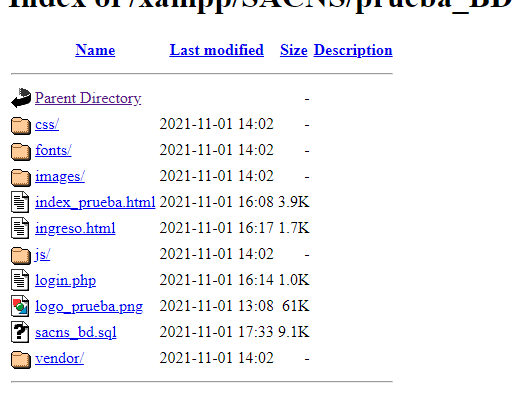 Index of /xampp/SACNS/prueba_BD
Name Last modified Size Description
Parent Directory -
css/ 2021-11-01 14:02 -
fonts/ 2021-11-01 14:02 -
images/ 2021-11-01 14:02 -
index_prueba.html 2021-11-01 16:08 3.9K
ingreso.html 2021-11-01 16:17 1.7K
js/ 2021-11-01 14:02 -
login.php 2021-11-01 16:14 1.0K
logo_prueba.png 2021-11-01 13:08 61K
sacns_bd.sql 2021-11-01 17:33 9.1K
vendor/ 2021-11-01 14:02 -